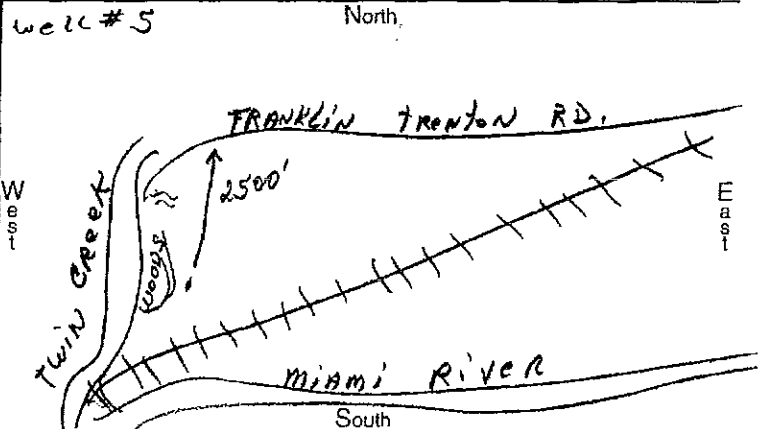 well #5
North
FRANKLIN TRENTON RD.
2500'
West
East
TWIN CREEK
WOODS
MIAMI RIVER
South